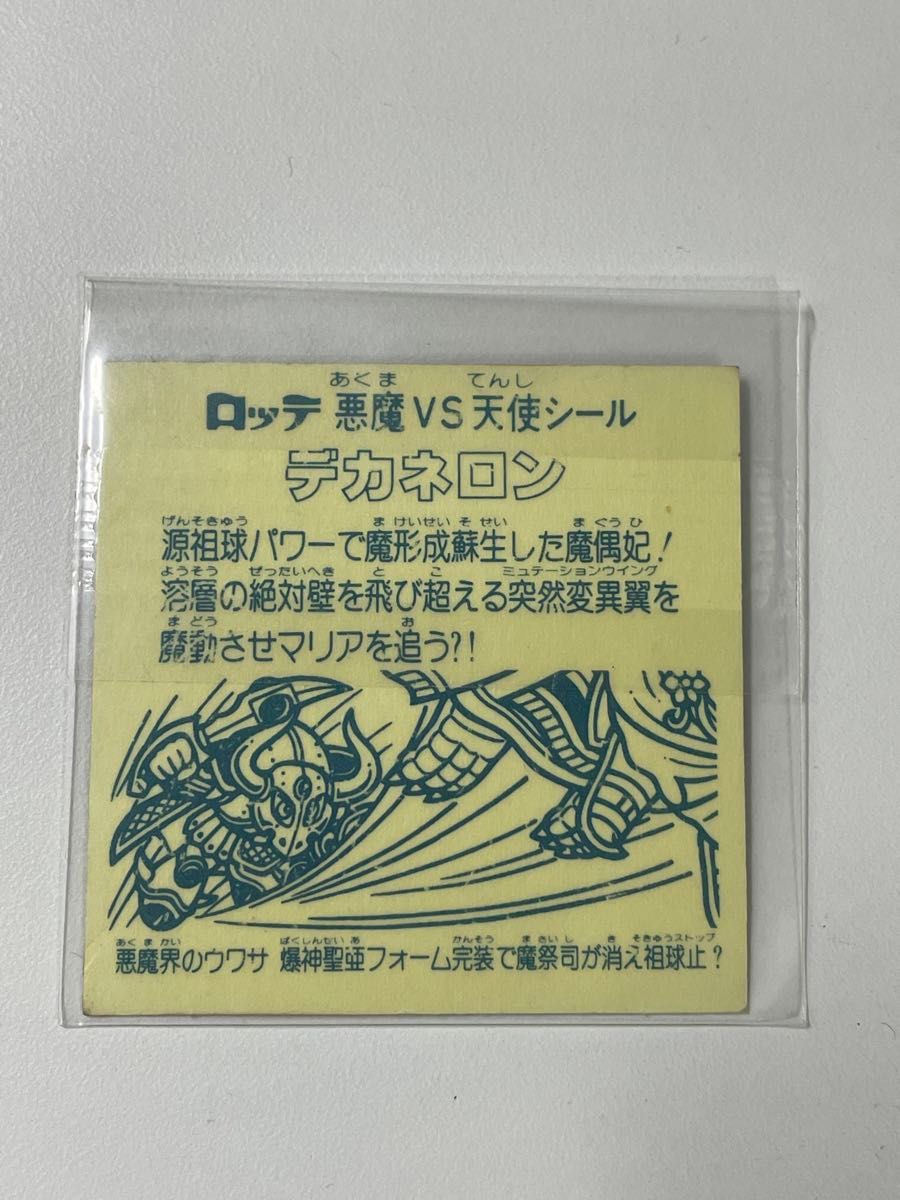 あくま てんし
ロッテ 悪魔VS天使シール
デカネロン
げんそきゅう ま けいせい そ せい ま ぐう ひ
源祖球パワーで魔形成蘇生した魔偶妃!
ようそう ぜったいへき と こ ミュテーションウイング
溶層の絶対壁を飛び超える突然変異翼を
ま どう お
魔動させマリアを追う?!
あく ま かい ばくしんせい あ かんそう まさい し き そきゅうストップ
悪魔界のウワサ 爆神聖亜フォーム完装で魔祭司が消え祖球止?